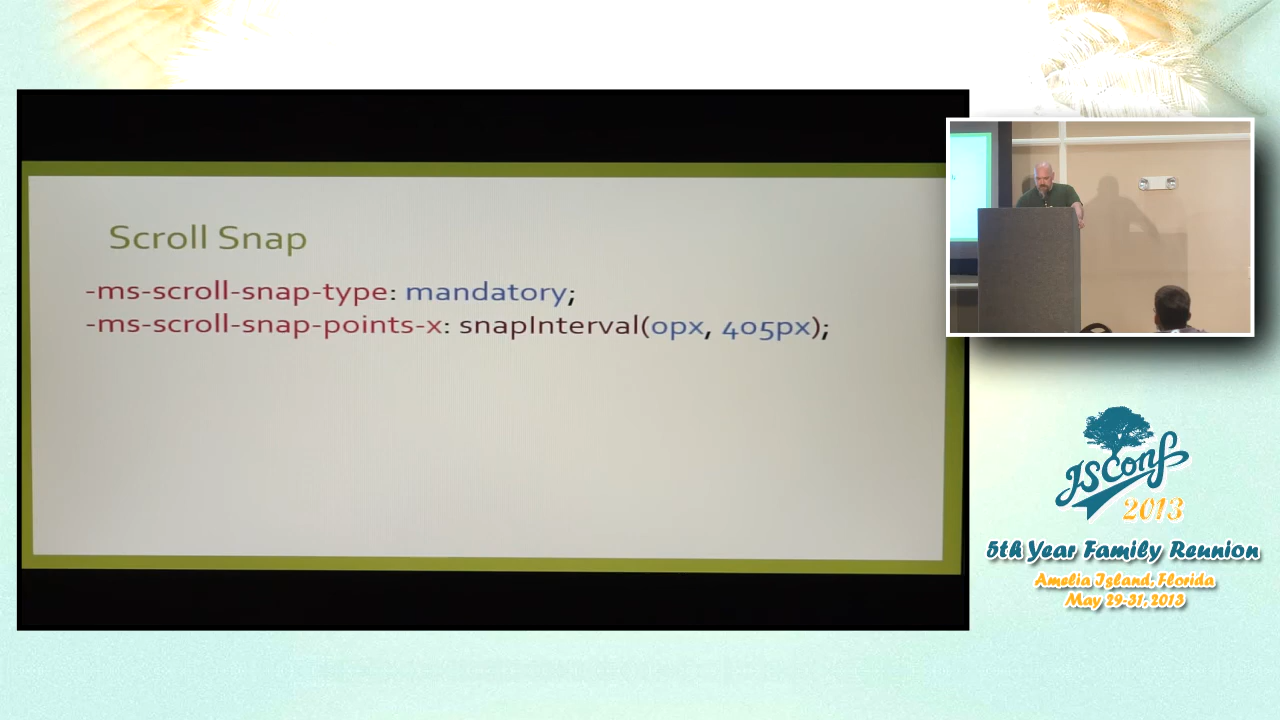 Scroll Snap
-ms-scroll-snap-type: mandatory;
-ms-scroll-snap-points-x: snapInterval(0px, 405px);
JSConf
2013
5th Year Family Reunion
Amelia Island, Florida
May 29-31, 2013